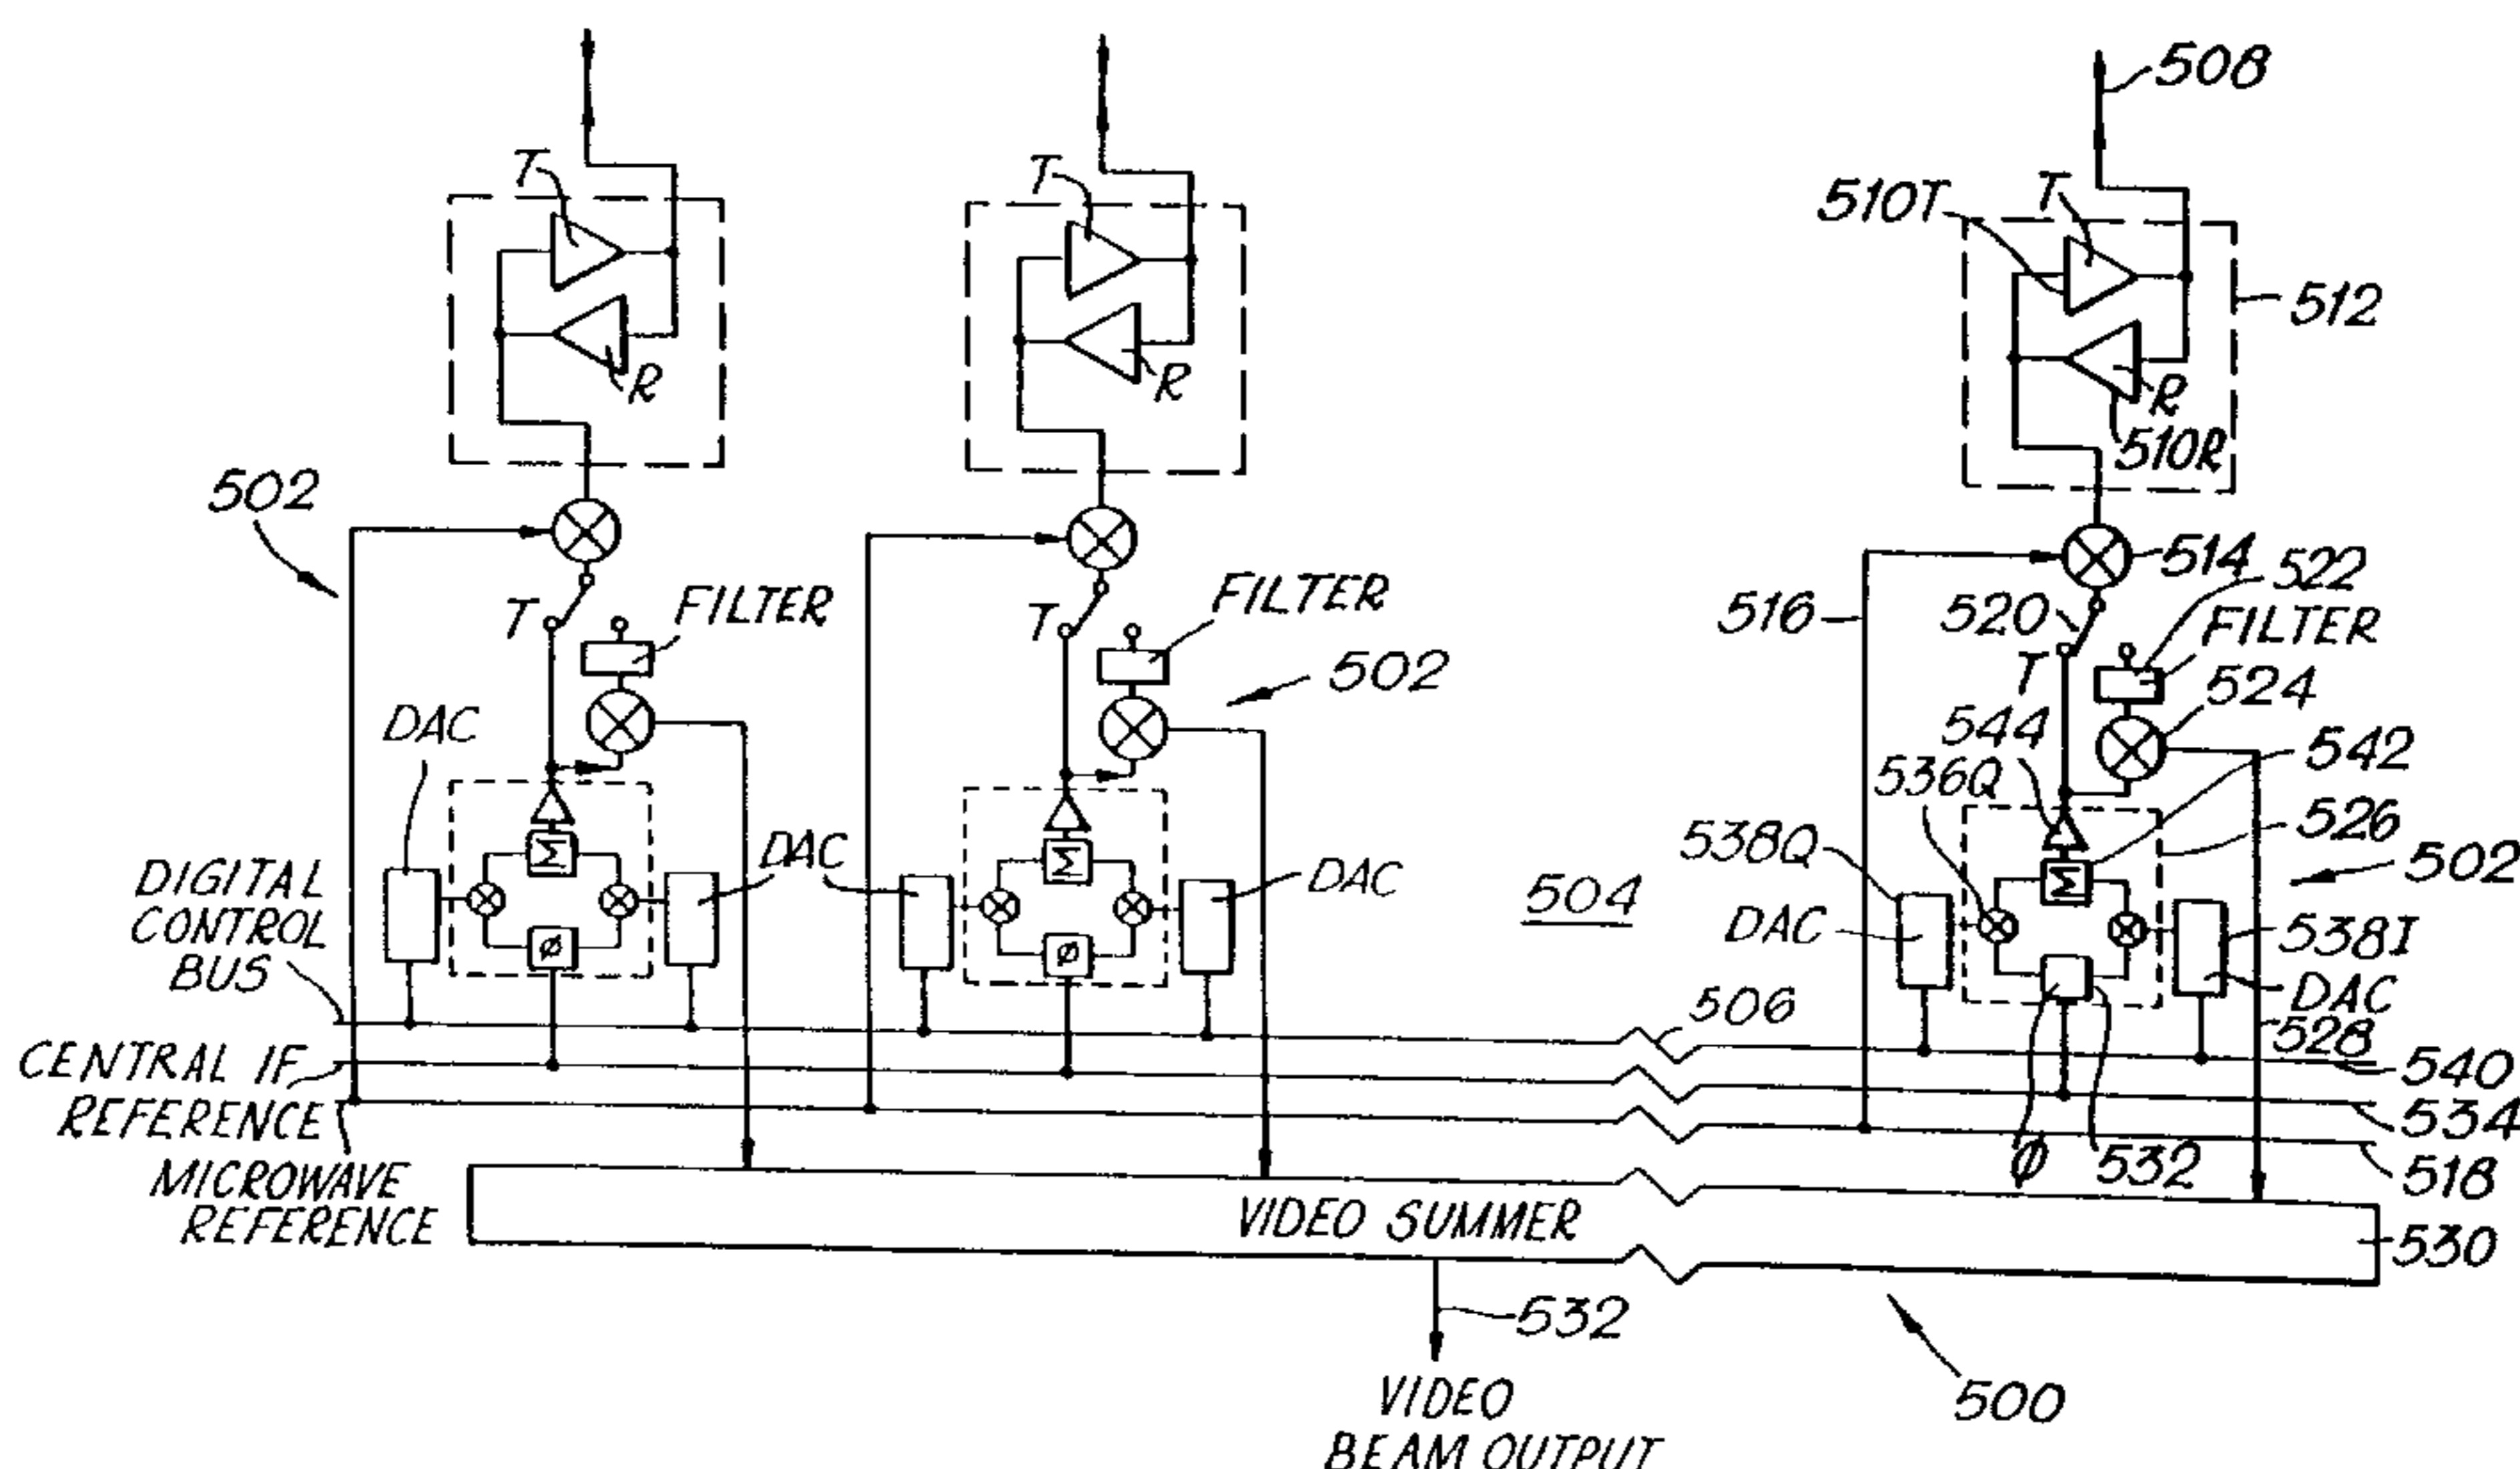 508
T
T
510T
T
512
R
R
R
510R
502
514
522
FILTER
FILTER
516
520
FILTER
T
T
T
502
524
DAC
544
542
536Q
526
538Q
502
DAC
DAC
504
DAC
538I
DAC
Σ
Σ
Σ
ø
ø
DIGITAL
CONTROL
BUS
506
528
540
CENTRAL IF
REFERENCE
534
ø
532
518
MICROWAVE
REFERENCE
VIDEO SUMMER
530
532
500
VIDEO
BEAM OUTPUT